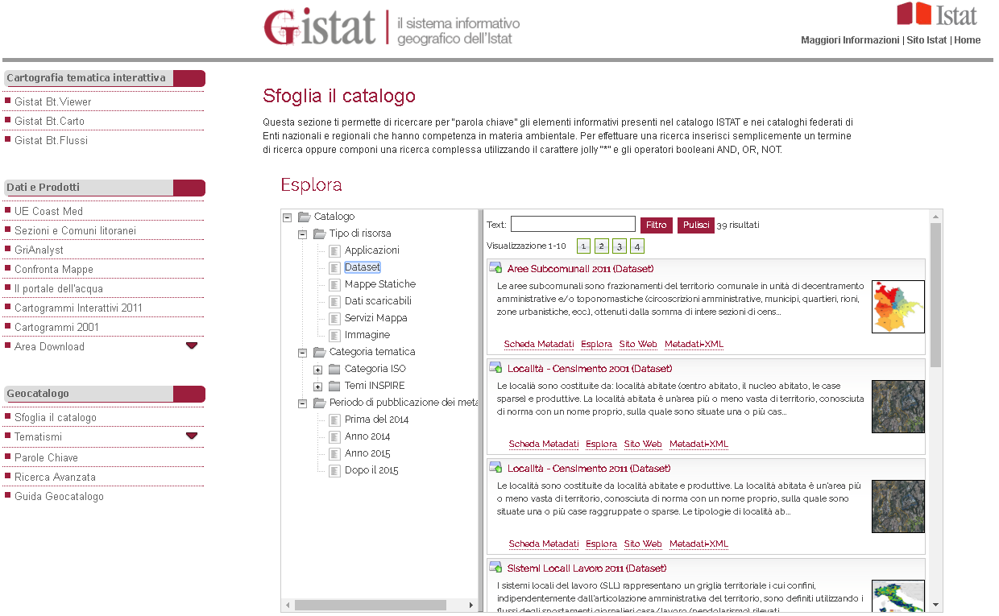 Gistat
il sistema informativo
geografico dell'Istat
Istat
Maggiori Informazioni | Sito Istat | Home
Cartografia tematica interattiva
Gistat Bt.Viewer
Gistat Bt.Carto
Gistat Bt.Flussi
Dati e Prodotti
UE Coast Med
Sezioni e Comuni litoranei
GriAnalyst
Confronta Mappe
Il portale dell'acqua
Cartogrammi Interattivi 2011
Cartogrammi 2001
Area Download
Geocatalogo
Sfoglia il catalogo
Tematismi
Parole Chiave
Ricerca Avanzata
Guida Geocatalogo
Sfoglia il catalogo
Questa sezione ti permette di ricercare per "parola chiave" gli elementi informativi presenti nel catalogo ISTAT e nei cataloghi federati di
Enti nazionali e regionali che hanno competenza in materia ambientale. Per effettuare una ricerca inserisci semplicemente un termine
di ricerca oppure componi una ricerca complessa utilizzando il carattere jolly "*" e gli operatori booleani AND, OR, NOT.
Esplora
Catalogo
Tipo di risorsa
Applicazioni
Dataset
Mappe Statiche
Dati scaricabili
Servizi Mappa
Immagine
Categoria tematica
Categoria ISO
Temi INSPIRE
Periodo di pubblicazione dei meta
Prima del 2014
Anno 2014
Anno 2015
Dopo il 2015
Text: Filtro Pulisci 39 risultati
Visualizzazione 1-10 1 2 3 4
Aree Subcomunali 2011 (Dataset)
Le aree subcomunali sono frazionamenti del territorio comunale in unità di decentramento
amministrativo e/o toponomastiche (circoscrizioni amministrative, municipi, quartieri, rioni,
zone urbanistiche, ecc.), ottenuti dalla somma di intere sezioni di cens...
Scheda Metadati Esplora Sito Web Metadati-XML
Località - Censimento 2001 (Dataset)
Le localià sono costituite da: località abitate (centro abitato, il nucleo abitato, le case
sparse) e produttive. La località abitata è un'area più o meno vasta di territorio, conosciuta
di norma con un nome proprio, sulla quale sono situate una o più cas...
Scheda Metadati Esplora Sito Web Metadati-XML
Località - Censimento 2011 (Dataset)
Le località sono costituite da località abitate e produttive. La località abitata è un'area più
o meno vasta di territorio, conosciuta di norma con un nome proprio, sulla quale sono
situate una o più case raggruppate o sparse. Le tipologie di località ab...
Scheda Metadati Esplora Sito Web Metadati-XML
Sistemi Locali Lavoro 2011 (Dataset)
I sistemi locali del lavoro (SLL) rappresentano un griglia territoriale i cui confini,
indipendentemente dall'articolazione amministrativa del territorio, sono definiti utilizzando i
flussi degli spostamenti giornalieri casa/lavoro (pendolarismo) rilevati